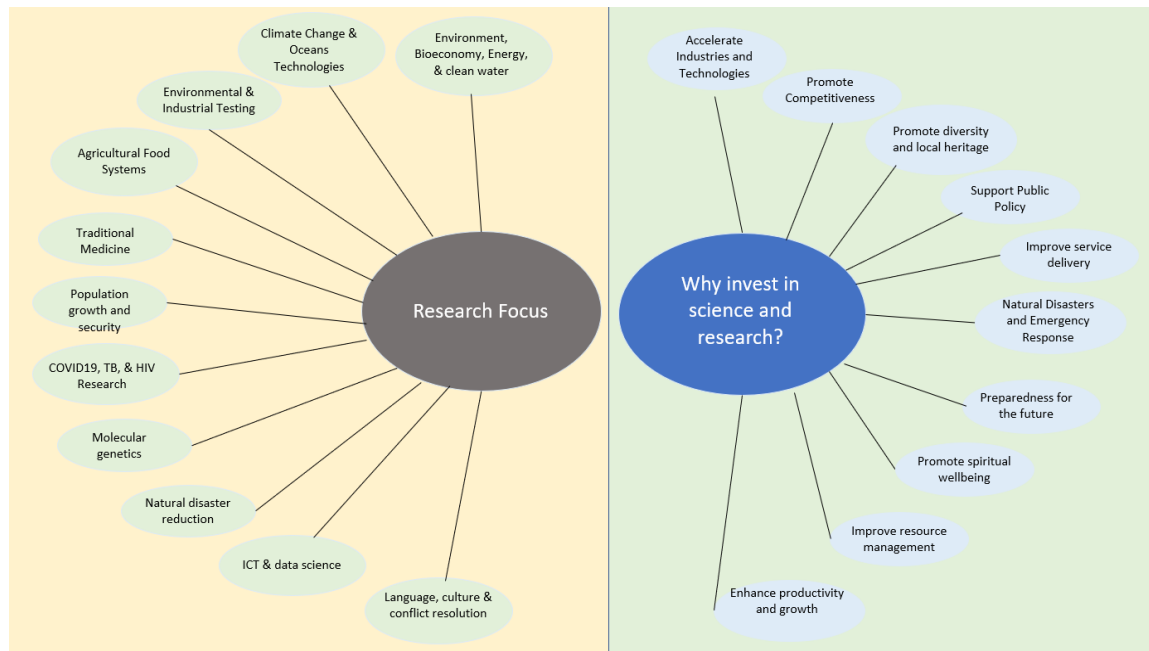 Climate Change &
Oceans
Technologies
Environment,
Bioeconomy, Energy,
& clean water
Environmental &
Industrial Testing
Agricultural Food
Systems
Traditional
Medicine
Population
growth and
security
COVID19, TB, & HIV
Research
Molecular
genetics
Natural disaster
reduction
ICT & data science
Language, culture &
conflict resolution
Research Focus
Accelerate
Industries and
Technologies
Promote
Competitiveness
Promote diversity
and local heritage
Support Public
Policy
Improve service
delivery
Natural Disasters
and Emergency
Response
Preparedness for
the future
Promote spiritual
wellbeing
Improve resource
management
Enhance productivity
and growth
Why invest in
science and
research?